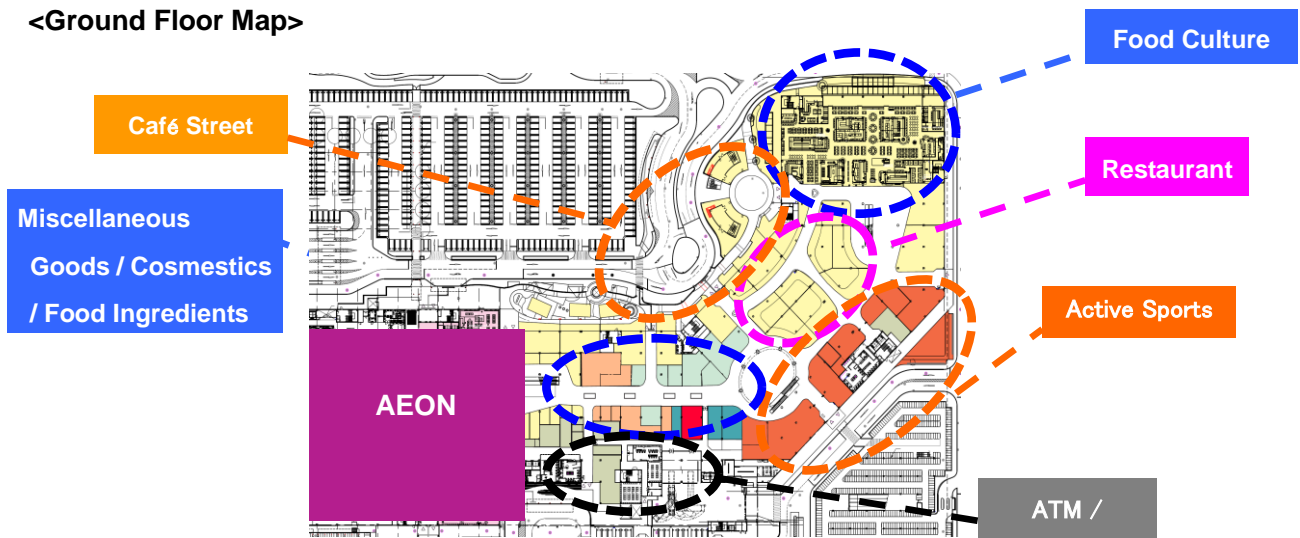 <Ground Floor Map>
Food Culture
Café Street
Restaurant
Miscellaneous
Goods / Cosmestics
/ Food Ingredients
Active Sports
AEON
ATM /